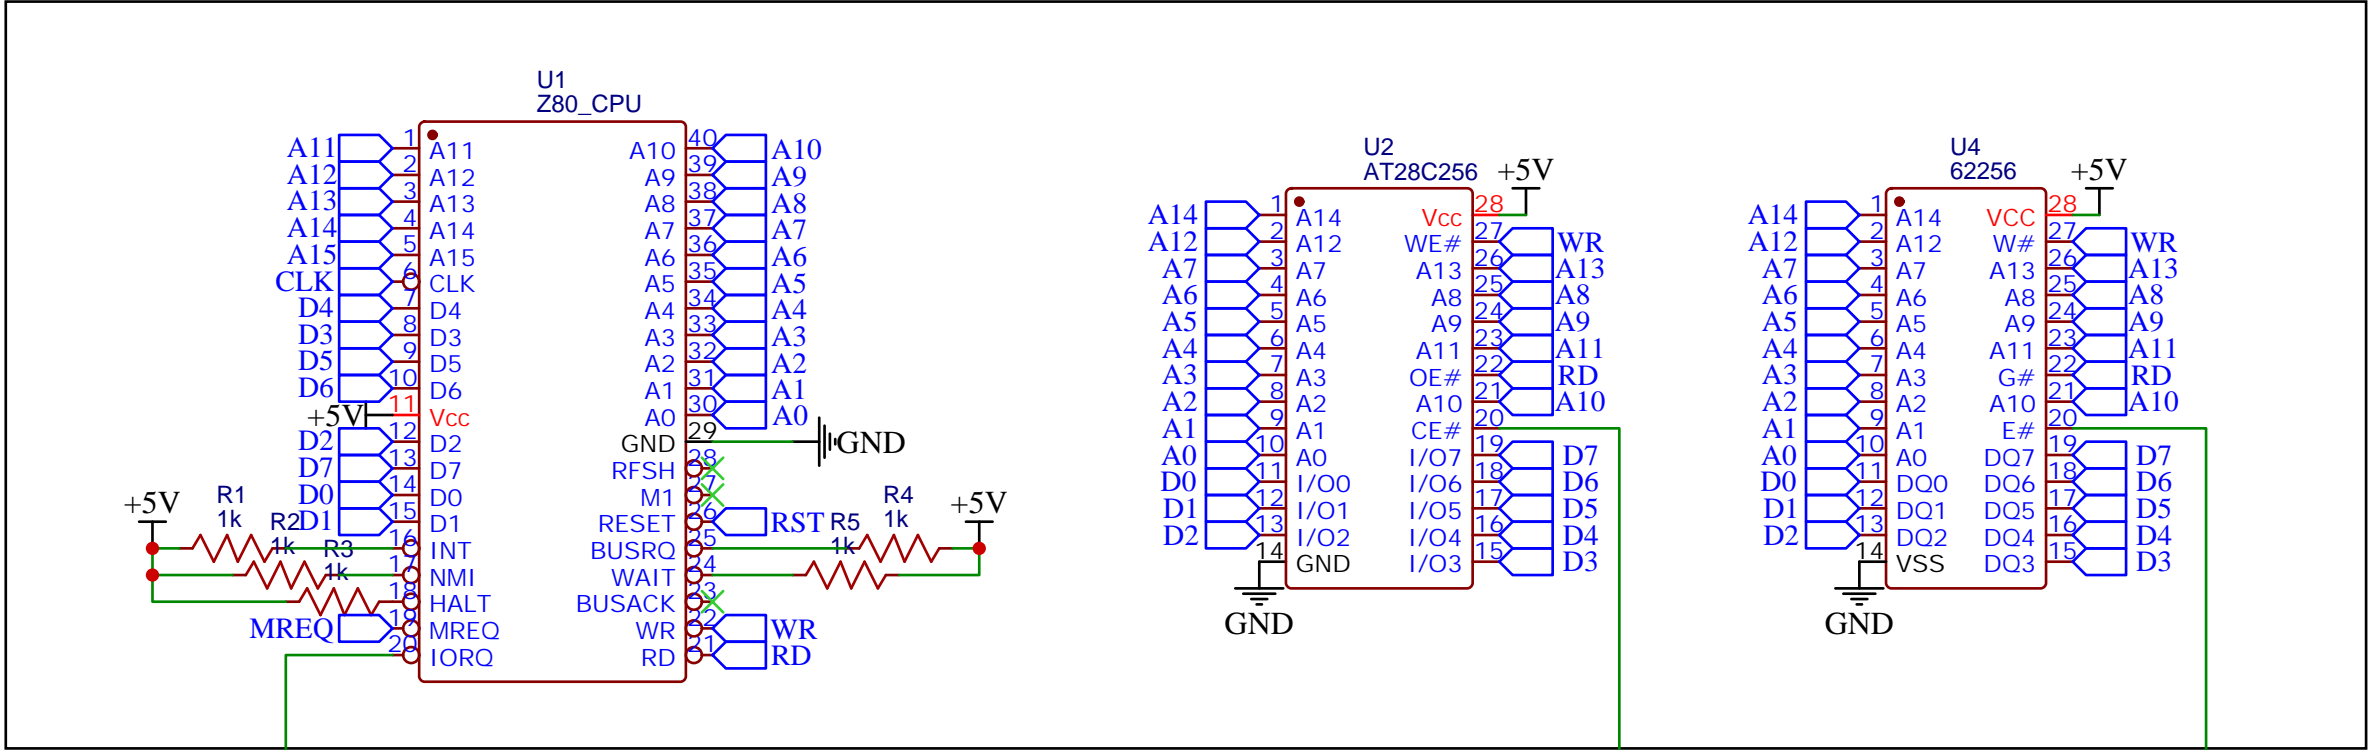 U1
Z80_CPU
A11 1 A11 A10 40 A10
A12 2 A12 A9 39 A9
A13 3 A13 A8 38 A8
A14 4 A14 A7 37 A7
A15 5 A15 A6 36 A6
CLK 6 CLK A5 35 A5
D4 7 D4 A4 34 A4
D3 8 D3 A3 33 A3
D5 9 D5 A2 32 A2
D6 10 D6 A1 31 A1
+5V 11 Vcc A0 30 A0
D2 12 D2 GND 29 GND
D7 13 D7 RFSH 28
D0 14 D0 M1 27
D1 15 D1 RESET 26 RST
16 INT BUSRQ 25
17 NMI WAIT 24
18 HALT BUSACK 23
MREQ 19 MREQ WR 22 WR
20 IORQ RD 21 RD
+5V
R1
1k
R2
1k
R3
1k
R4
1k
R5
1k
+5V
U2
AT28C256
+5V
A14 1 A14 Vcc 28
A12 2 A12 WE# 27 WR
A7 3 A7 A13 26 A13
A6 4 A6 A8 25 A8
A5 5 A5 A9 24 A9
A4 6 A4 A11 23 A11
A3 7 A3 OE# 22 RD
A2 8 A2 A10 21 A10
A1 9 A1 CE# 20
A0 10 A0 I/O7 19 D7
D0 11 I/O0 I/O6 18 D6
D1 12 I/O1 I/O5 17 D5
D2 13 I/O2 I/O4 16 D4
14 GND I/O3 15 D3
GND
U4
62256
+5V
A14 1 A14 VCC 28
A12 2 A12 W# 27 WR
A7 3 A7 A13 26 A13
A6 4 A6 A8 25 A8
A5 5 A5 A9 24 A9
A4 6 A4 A11 23 A11
A3 7 A3 G# 22 RD
A2 8 A2 A10 21 A10
A1 9 A1 E# 20
A0 10 A0 DQ7 19 D7
D0 11 DQ0 DQ6 18 D6
D1 12 DQ1 DQ5 17 D5
D2 13 DQ2 DQ4 16 D4
14 VSS DQ3 15 D3
GND